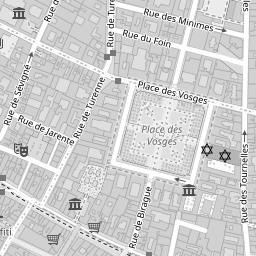 Rue des Minimes
Rue du Foin
Rue de Sévigné
Rue de Turenne
Place des Vosges
Rue de Jarente
Place des
Vosges
Rue de Birague
Rue des Tournelles